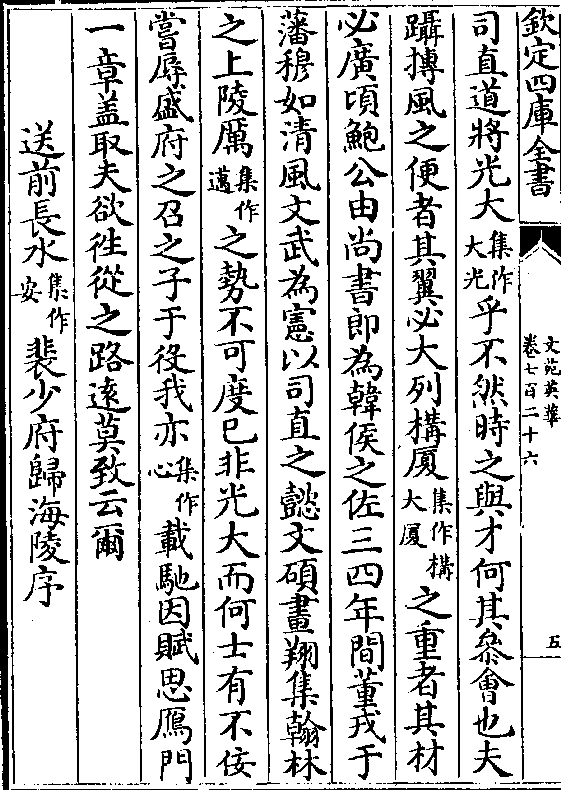 欽定四庫全書
文苑英華
卷七百二十六
五
司直道將光大集作大光乎不然時之與才何其叅會也夫
躡摶風之便者其翼必大列構厦集作構大厦之重者其材
必廣頃鮑公由尚書郎為韓侯之佐三四年間董戎于
藩穆如清風文武為憲以司直之懿文碩畫翔集翰林
之上陵厲集作邁之勢不可度已非光大而何士有不佞
嘗辱盛府之召之子于役我亦集作心載馳因賦思鴈門
一章盖取夫欲徃從之路逺莫致云爾
送前長水集作安裴少府歸海陵序